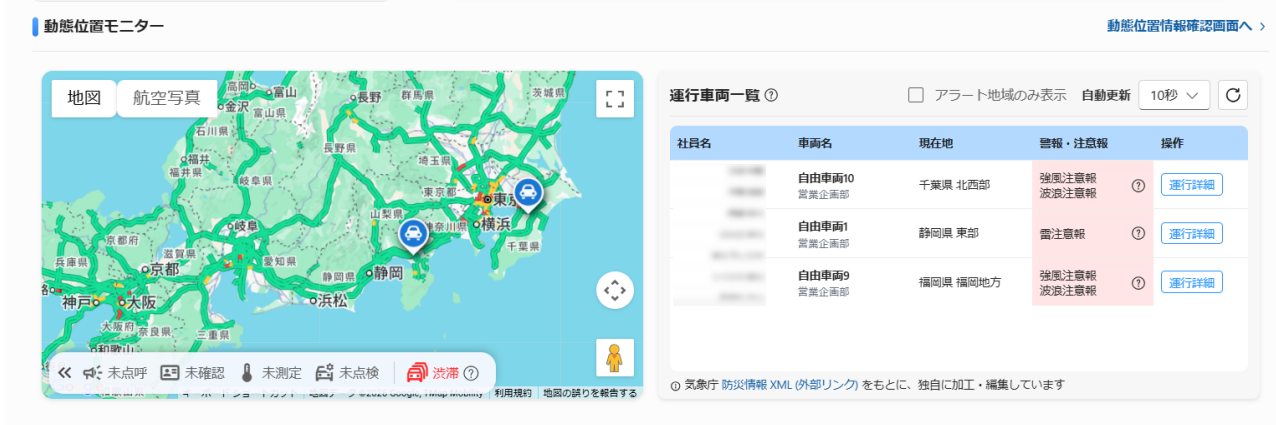 動態位置モニター
動態位置情報確認画面へ >
地図 航空写真
高岡 富山 長野 群馬県 茨城県
金沢 富山県
石川県
長野県
福井 埼玉県
福井県 岐阜県
東京都
山梨県
岐阜 神奈川県 横浜
京都府 千葉県
滋賀県
兵庫県 京都 愛知県
静岡県 静岡
神戸 大阪 浜松
大阪府 奈良県 三重県
和歌山
未点呼 未確認 未測定 未点検 渋滞
利用規約 地図の誤りを報告する
運行車両一覧
アラート地域のみ表示 自動更新 10秒
社員名 車両名 現在地 警報・注意報 操作
自由車両10
営業企画部
千葉県 北西部
強風注意報
波浪注意報
運行詳細
自由車両1
営業企画部
静岡県 東部
雷注意報
運行詳細
自由車両9
営業企画部
福岡県 福岡地方
強風注意報
波浪注意報
運行詳細
気象庁 防災情報 XML (外部リンク) をもとに、独自に加工・編集しています